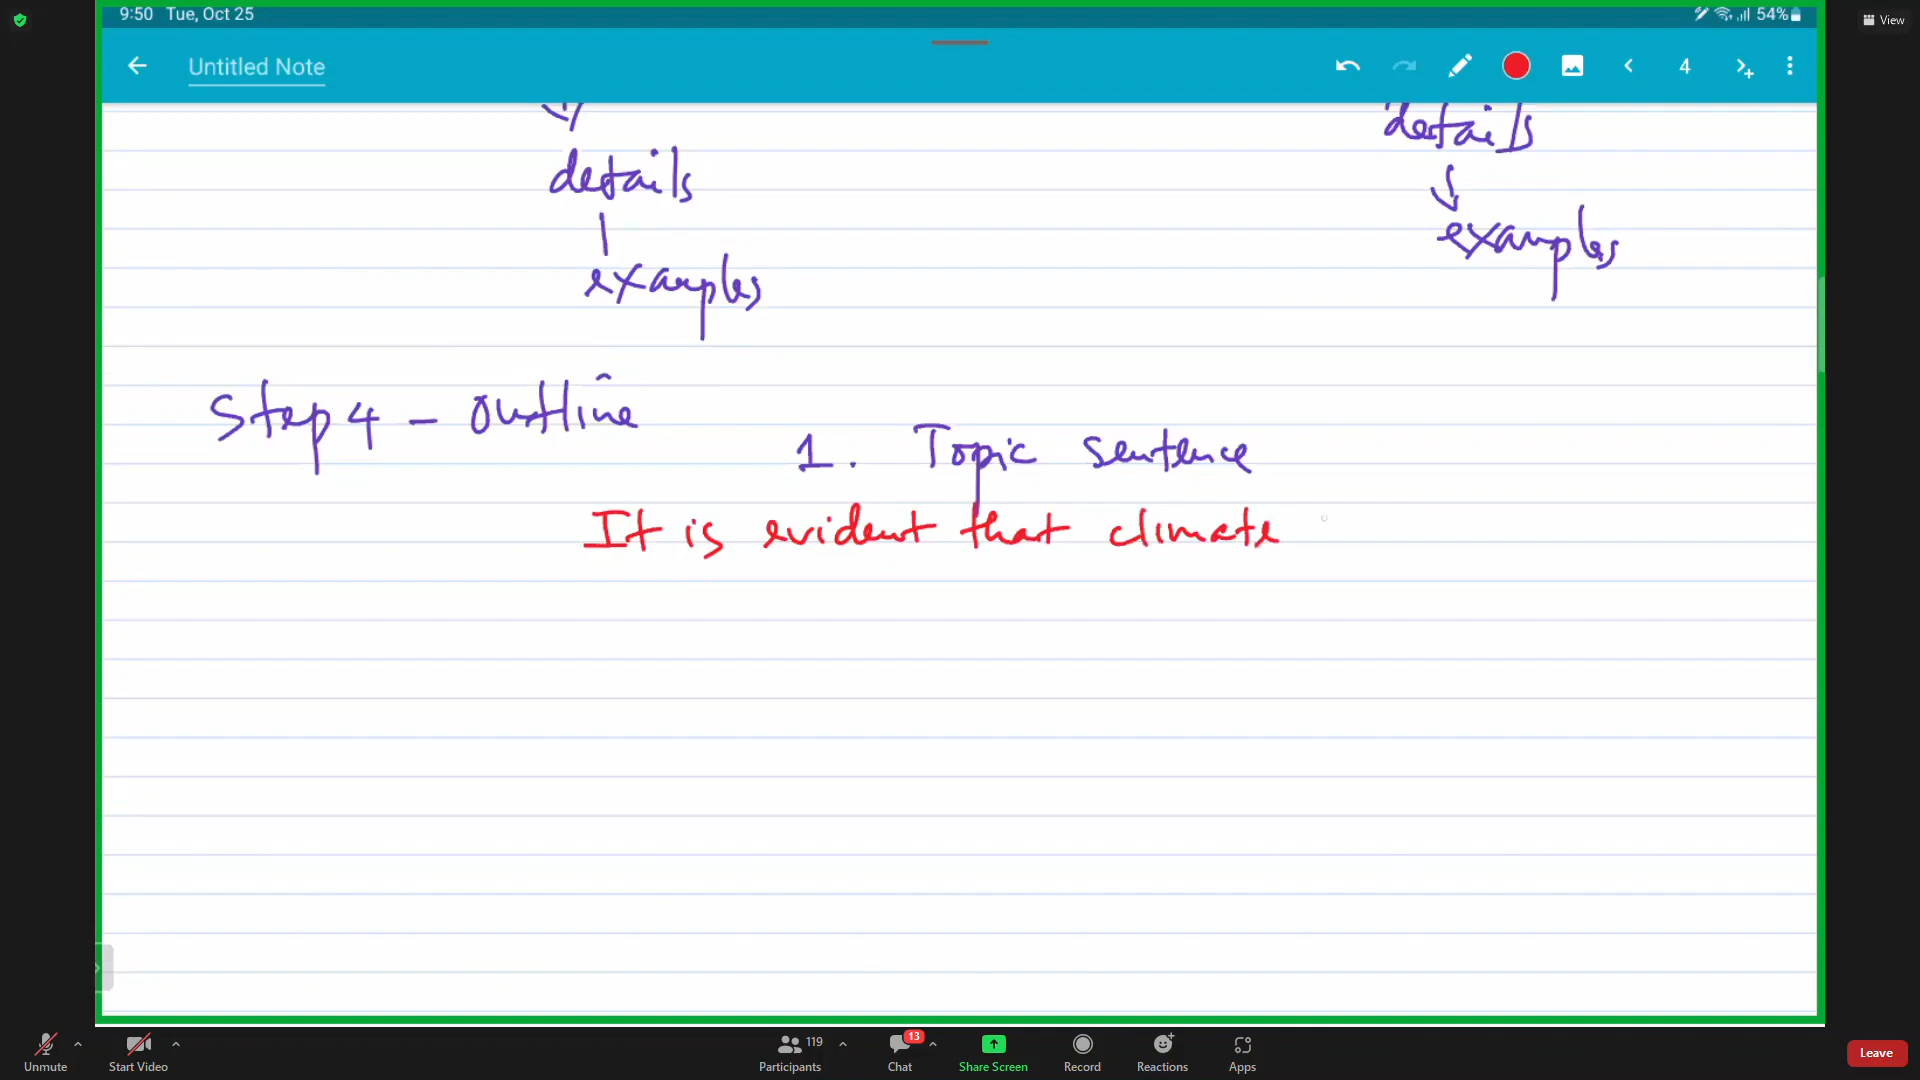 9:50 Tue, Oct 25 54%
View
Untitled Note 4
details
details
examples
examples
Step 4 - Outline
1. Topic sentence
It is evident that climate
119 13
Unmute Start Video Participants Chat Share Screen Record Reactions Apps Leave